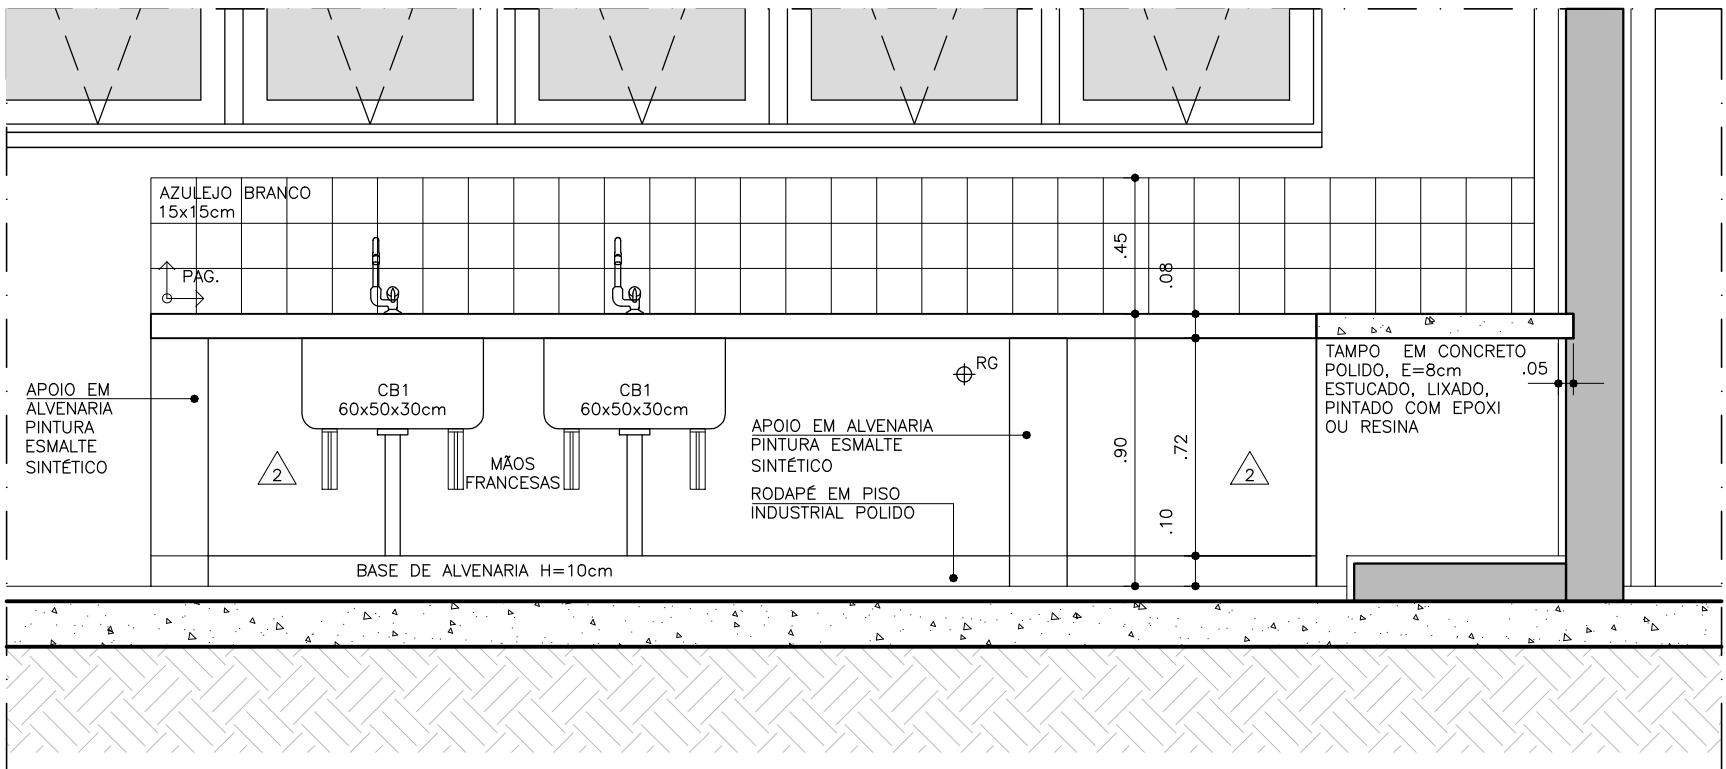 AZULEJO BRANCO
15x15cm
PAG.
.45
.08
APOIO EM
ALVENARIA
PINTURA
ESMALTE
SINTÉTICO
CB1
60x50x30cm
CB1
60x50x30cm
RG
2
MÃOS
FRANCESAS
APOIO EM ALVENARIA
PINTURA ESMALTE
SINTÉTICO
RODAPÉ EM PISO
INDUSTRIAL POLIDO
.90
.72
.10
2
TAMPO EM CONCRETO
POLIDO, E=8cm
ESTUCADO, LIXADO,
PINTADO COM EPOXI
OU RESINA
.05
BASE DE ALVENARIA H=10cm